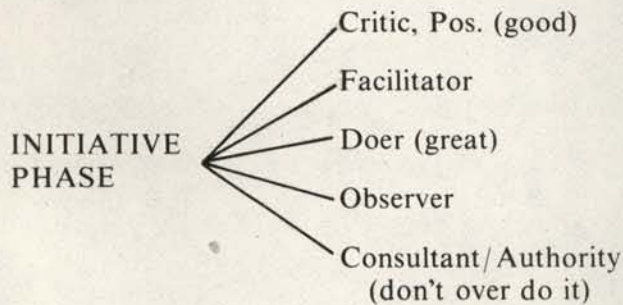 Critic, Pos. (good)
Facilitator
INITIATIVE
PHASE
Doer (great)
Observer
Consultant/Authority
(don't over do it)